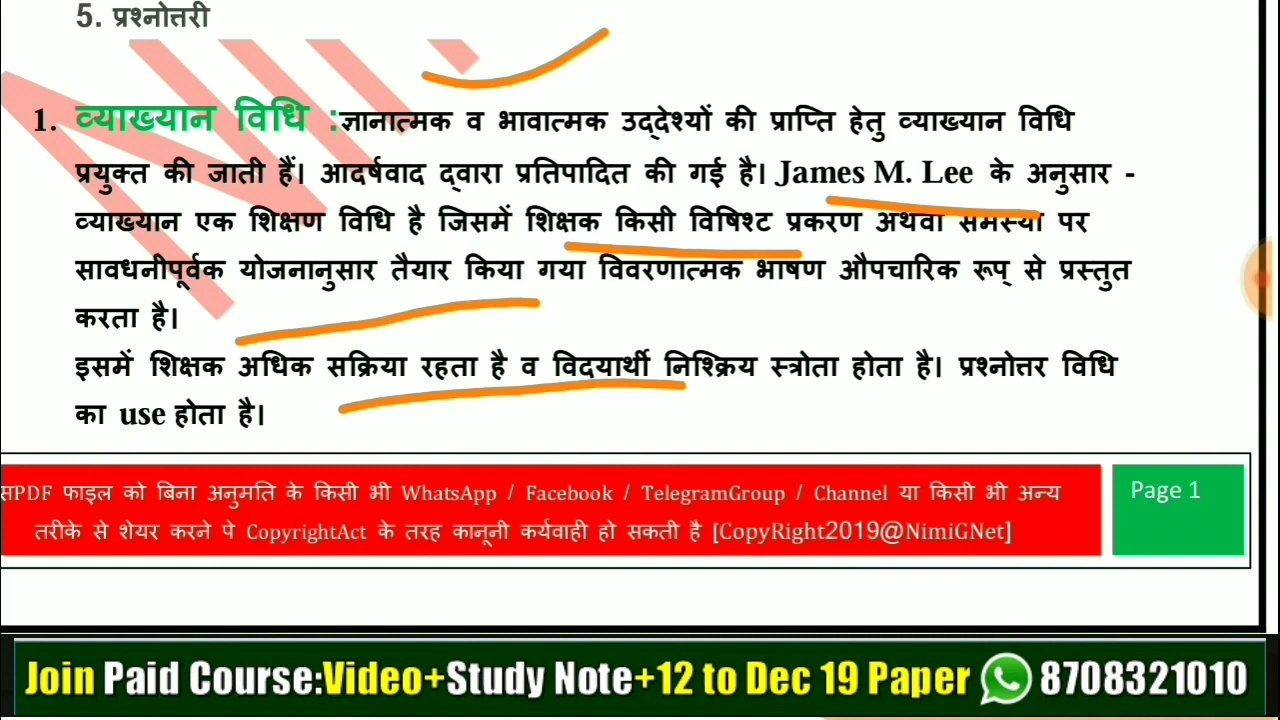 5. प्रश्नोत्तरी
1. व्याख्यान विधि :ज्ञानात्मक व भावात्मक उद्देश्यों की प्राप्ति हेतु व्याख्यान विधि
प्रयुक्त की जाती हैं। आदर्षवाद द्वारा प्रतिपादित की गई है। James M. Lee के अनुसार -
व्याख्यान एक शिक्षण विधि है जिसमें शिक्षक किसी विषिश्ट प्रकरण अथवा समस्या पर
सावधनीपूर्वक योजनानुसार तैयार किया गया विवरणात्मक भाषण औपचारिक रूप् से प्रस्तुत
करता है।
इसमें शिक्षक अधिक सक्रिया रहता है व विदयार्थी निश्क्रिय स्त्रोता होता है। प्रश्नोत्तर विधि
का use होता है।
सPDF फाइल को बिना अनुमति के किसी भी WhatsApp / Facebook / TelegramGroup / Channel या किसी भी अन्य
तरीके से शेयर करने पे CopyrightAct के तरह कानूनी कर्यवाही हो सकती है [CopyRight2019@NimiGNet]
Page 1
Join Paid Course:Video+Study Note+12 to Dec 19 Paper 8708321010